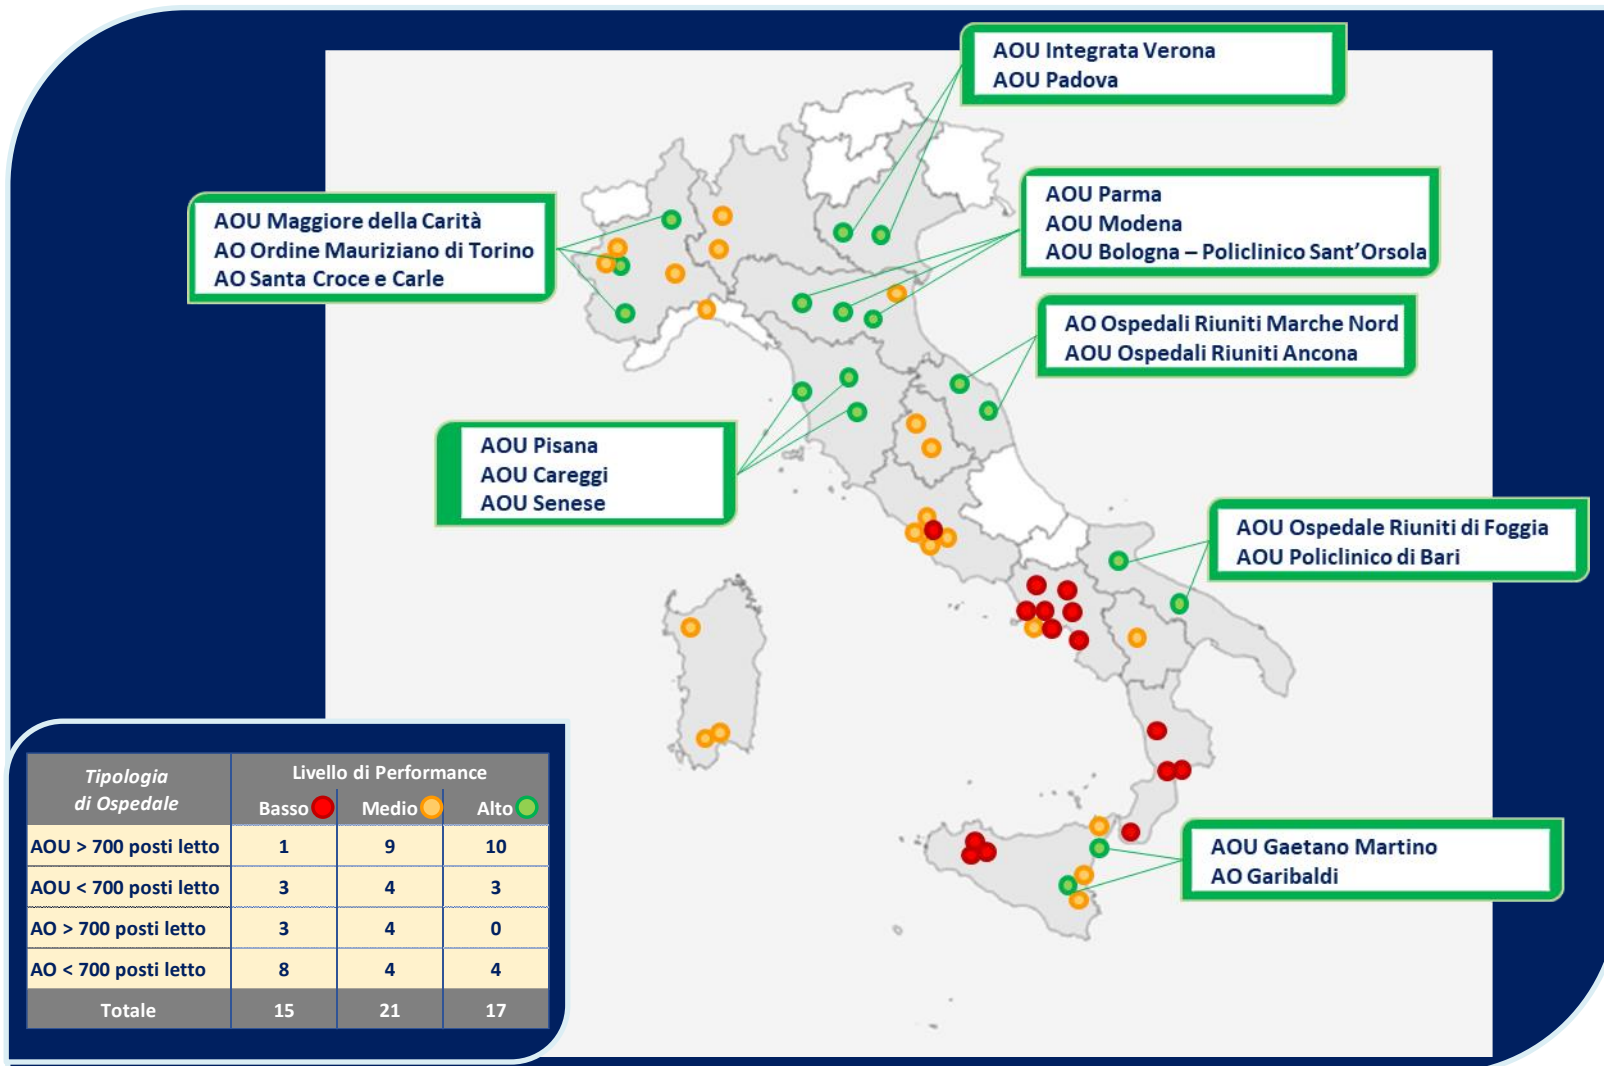 AOU Integrata Verona
AOU Padova
AOU Parma
AOU Modena
AOU Bologna – Policlinico Sant'Orsola
AOU Maggiore della Carità
AO Ordine Mauriziano di Torino
AO Santa Croce e Carle
AO Ospedali Riuniti Marche Nord
AOU Ospedali Riuniti Ancona
AOU Pisana
AOU Careggi
AOU Senese
AOU Ospedale Riuniti di Foggia
AOU Policlinico di Bari
AOU Gaetano Martino
AO Garibaldi
Tipologia di Ospedale Livello di Performance
Basso Medio Alto
AOU > 700 posti letto 1 9 10
AOU < 700 posti letto 3 4 3
AO > 700 posti letto 3 4 0
AO < 700 posti letto 8 4 4
Totale 15 21 17